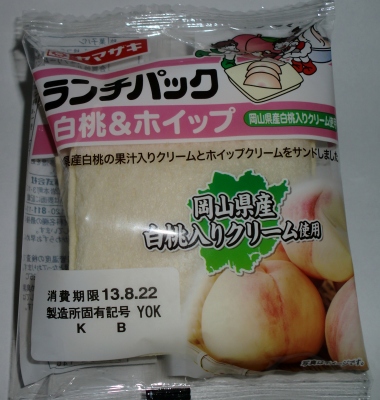 ヤマザキ
ランチパック
白桃&ホイップ
岡山県産白桃入りクリーム使用
県産白桃の果汁入りクリームとホイップクリームをサンドしました
岡山県産
白桃入りクリーム使用
消費期限 13.8.22
製造所固有記号 YOK
K B